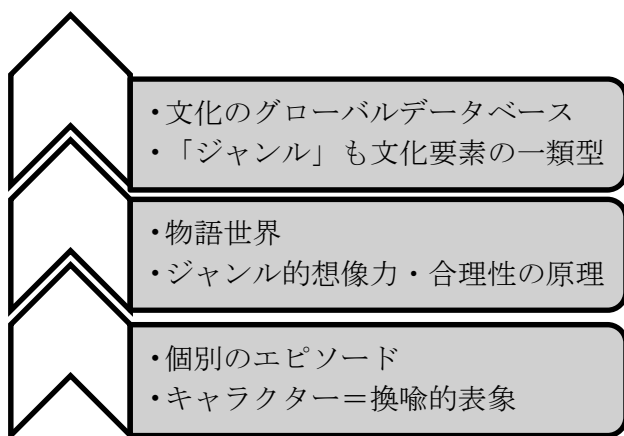 ・文化のグローバルデータベース
・「ジャンル」も文化要素の一類型
・物語世界
・ジャンル的想像力・合理性の原理
・個別のエピソード
・キャラクター＝換喩的表象